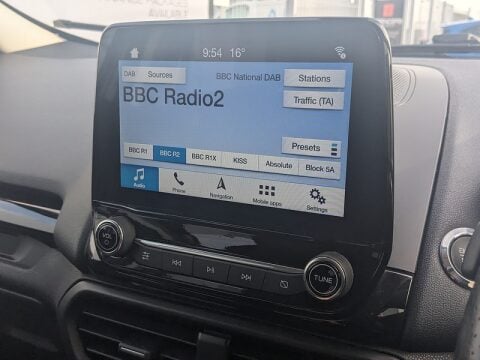 9:54 16°
DAB Sources
BBC National DAB
Stations
BBC Radio2
Traffic (TA)
Presets
BBC R1 BBC R2 BBC R1X KISS Absolute Block 5A
Audio Phone Navigation Mobile apps Settings
VOL
TUNE